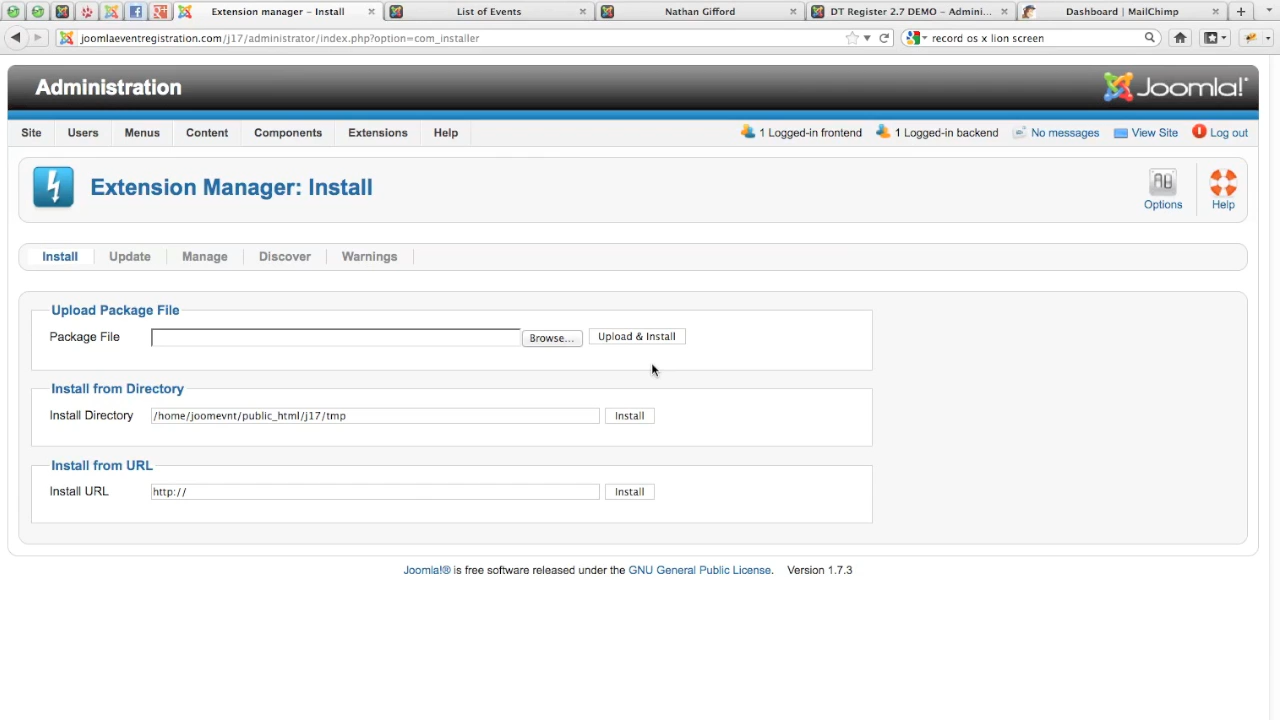 Extension manager – Install
List of Events
Nathan Gifford
DT Register 2.7 DEMO – Admini...
Dashboard | MailChimp
joomlaeventregistration.com/j17/administrator/index.php?option=com_installer
record os x lion screen
Administration
Joomla!®
Site Users Menus Content Components Extensions Help
1 Logged-in frontend 1 Logged-in backend No messages View Site Log out
Extension Manager: Install
Options Help
Install Update Manage Discover Warnings
Upload Package File
Package File Browse... Upload & Install
Install from Directory
Install Directory /home/joomevnt/public_html/j17/tmp Install
Install from URL
Install URL http:// Install
Joomla!® is free software released under the GNU General Public License. Version 1.7.3